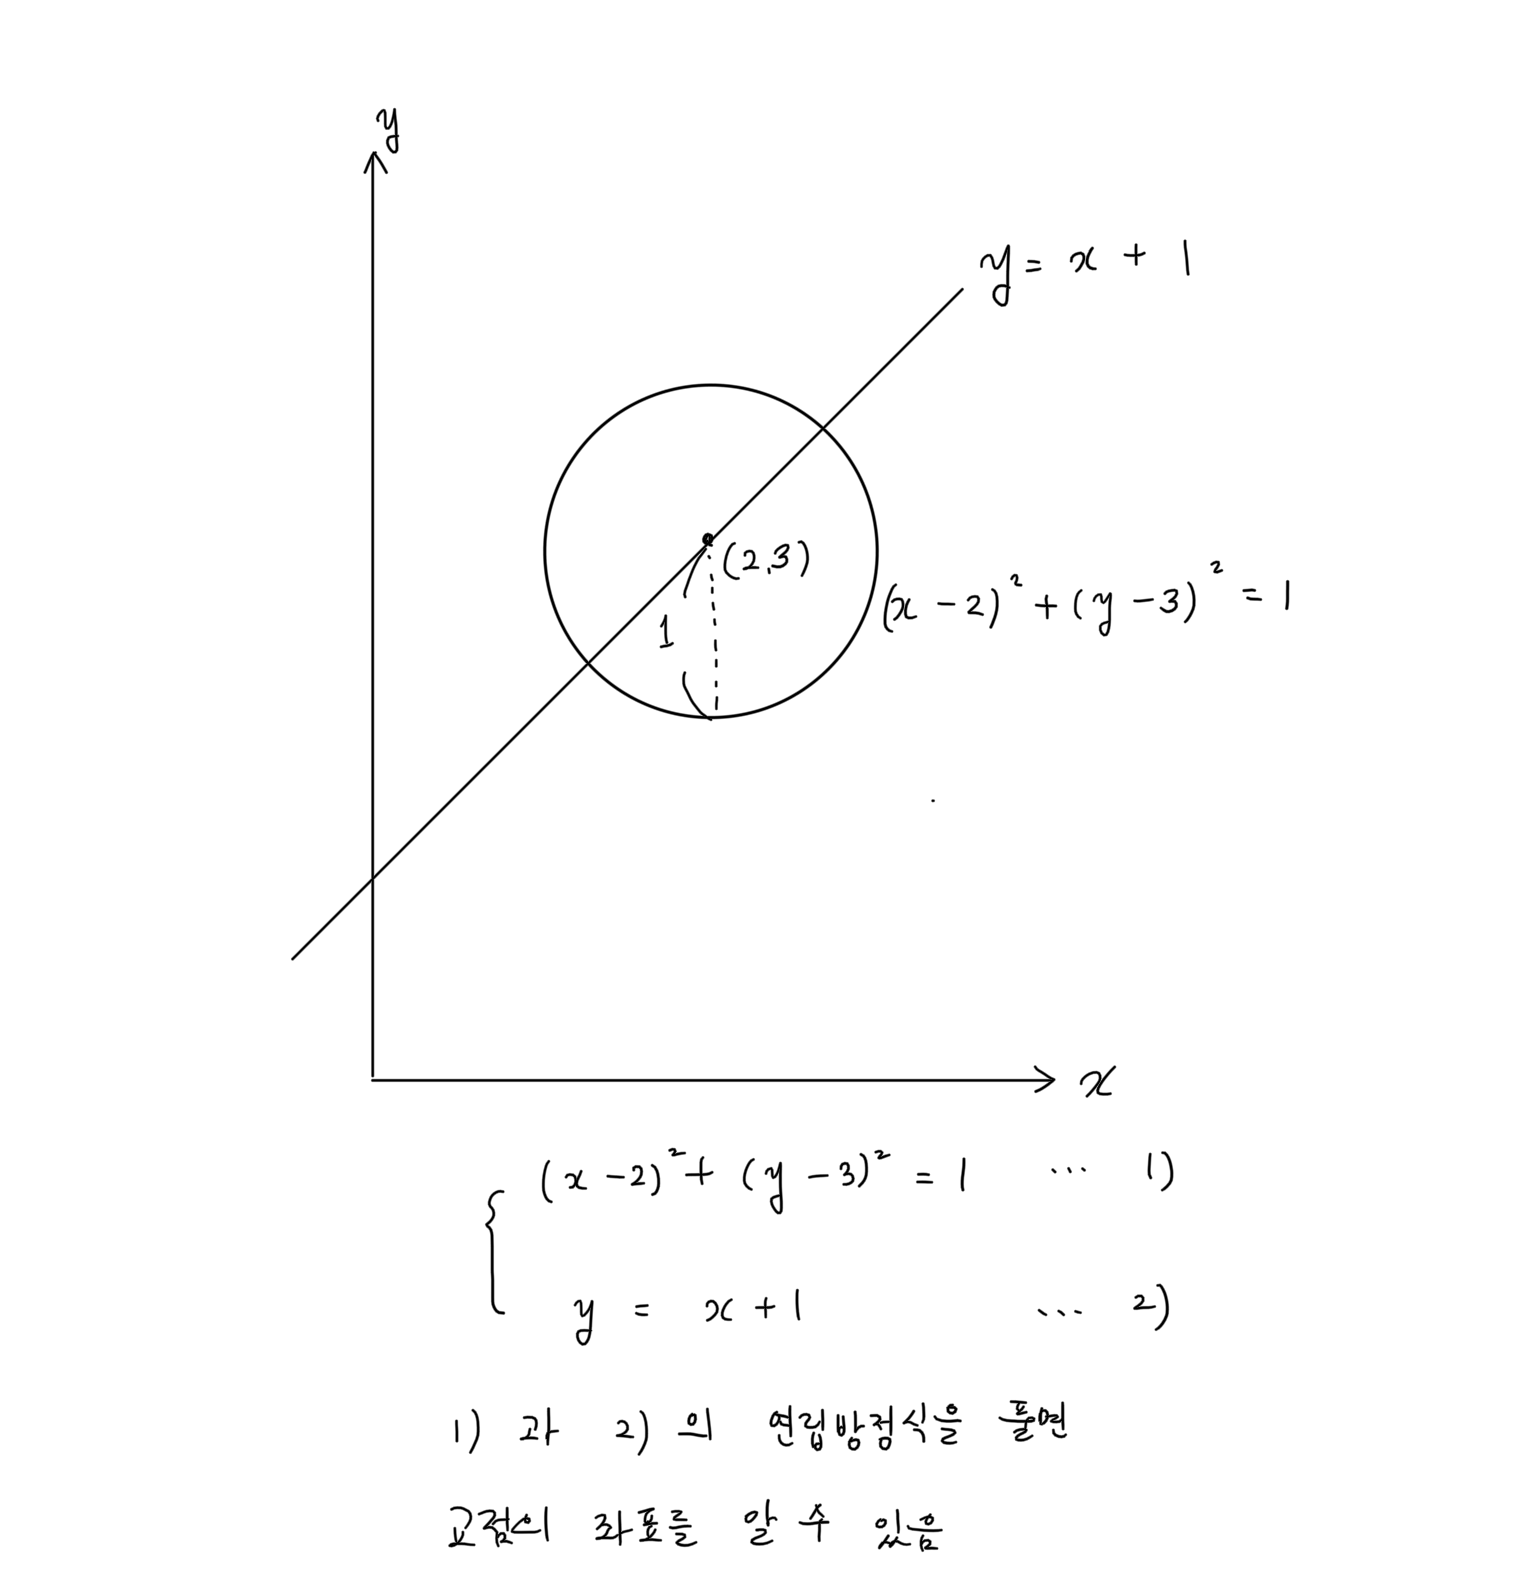 y
y = x + 1
(2,3)
(x - 2)² + (y - 3)² = 1
1
x
(x - 2)² + (y - 3)² = 1 ... 1)
y = x + 1 ... 2)
1) 과 2) 의 연립방정식을 풀면
교점의 좌표를 알 수 있음